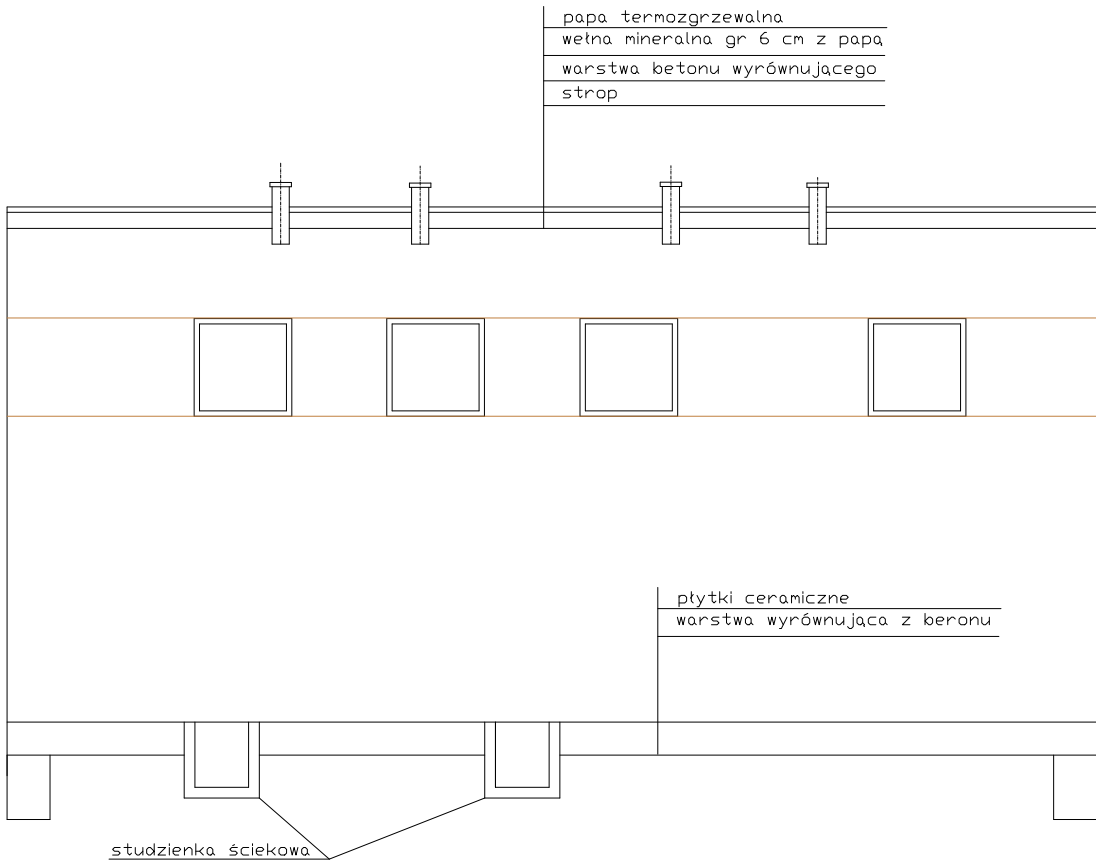 papa termozgrzewalna
wełna mineralna gr 6 cm z papą
warstwa betonu wyrównującego
strop
płytki ceramiczne
warstwa wyrównująca z beronu
studzienka ściekowa